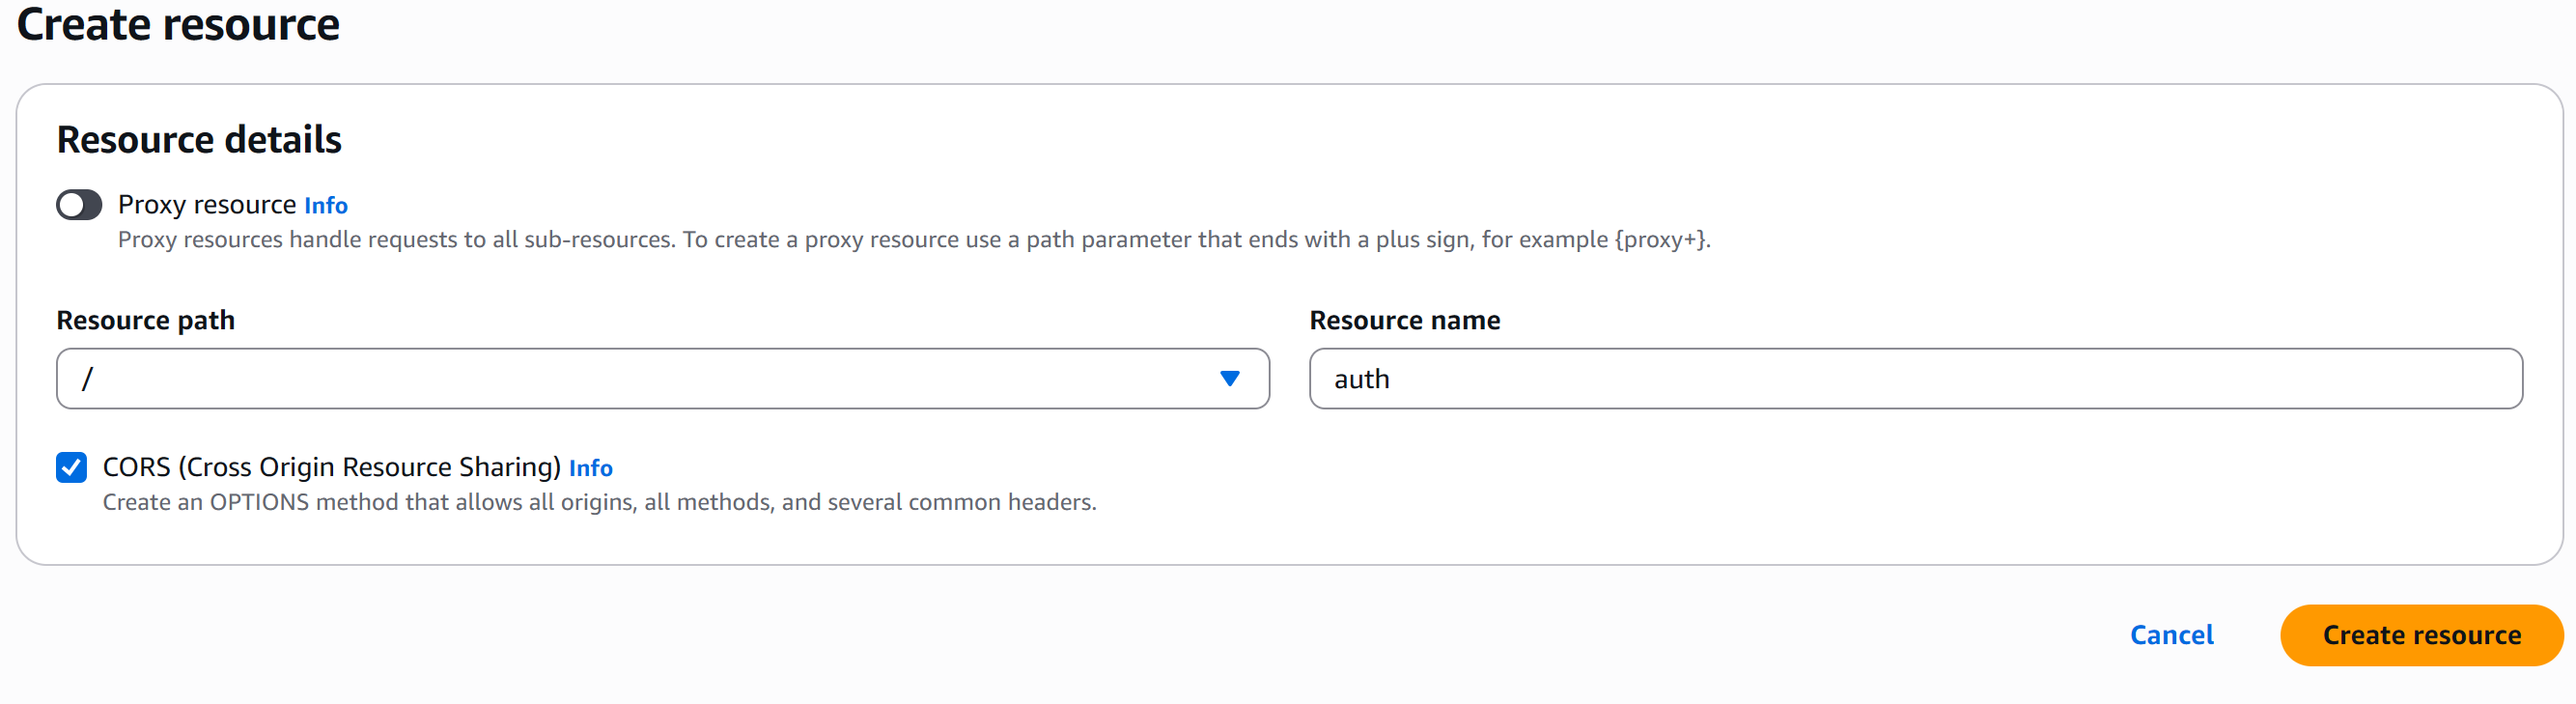 Create resource
Resource details
Proxy resource Info
Proxy resources handle requests to all sub-resources. To create a proxy resource use a path parameter that ends with a plus sign, for example {proxy+}.
Resource path
Resource name
/
auth
CORS (Cross Origin Resource Sharing) Info
Create an OPTIONS method that allows all origins, all methods, and several common headers.
Cancel
Create resource